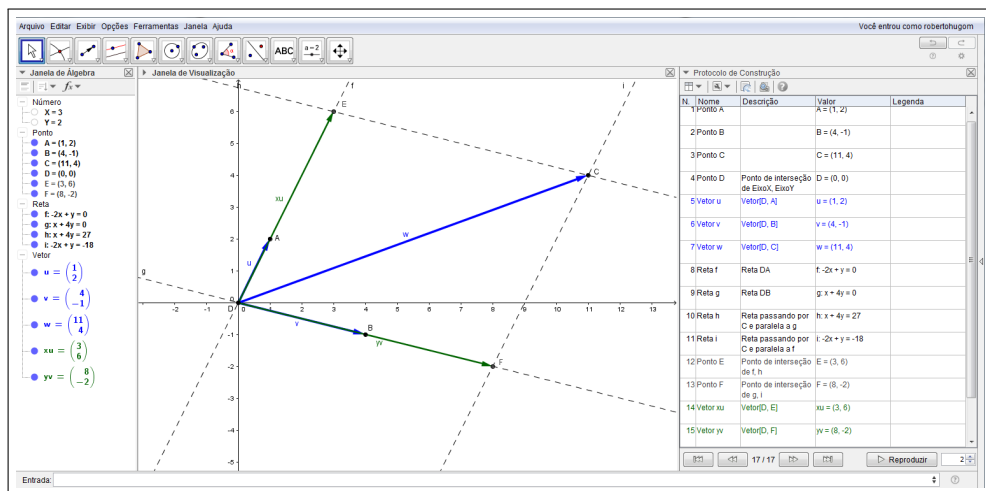 Arquivo Editar Exibir Opções Ferramentas Janela Ajuda
Você entrou como robertohugom
ABC
a=2
Janela de Álgebra
Janela de Visualização
Protocolo de Construção
Número
X = 3
Y = 2
Ponto
A = (1, 2)
B = (4, -1)
C = (11, 4)
D = (0, 0)
E = (3, 6)
F = (8, -2)
Reta
f: -2x + y = 0
g: x + 4y = 0
h: x + 4y = 27
i: -2x + y = -18
Vetor
u = (1 2)
v = (4 -1)
w = (11 4)
xu = (3 6)
yv = (8 -2)
h
f
i
E
6
5
C
4
xu
3
w
2
A
1
u
g
0
D
-2 -1 0 1 2 3 4 5 6 7 8 9 10 11 12 13
v
B
-1
yv
F
-2
-3
-4
-5
N. Nome Descrição Valor Legenda
1 Ponto A A = (1, 2)
2 Ponto B B = (4, -1)
3 Ponto C C = (11, 4)
4 Ponto D Ponto de interseção D = (0, 0)
de EixoX, EixoY
5 Vetor u Vetor[D, A] u = (1, 2)
6 Vetor v Vetor[D, B] v = (4, -1)
7 Vetor w Vetor[D, C] w = (11, 4)
8 Reta f Reta DA f: -2x + y = 0
9 Reta g Reta DB g: x + 4y = 0
10 Reta h Reta passando por h: x + 4y = 27
C e paralela a g
11 Reta i Reta passando por i: -2x + y = -18
C e paralela a f
12 Ponto E Ponto de interseção E = (3, 6)
de f, h
13 Ponto F Ponto de interseção F = (8, -2)
de g, i
14 Vetor xu Vetor[D, E] xu = (3, 6)
15 Vetor yv Vetor[D, F] yv = (8, -2)
17 / 17
Reproduzir
2
Entrada: